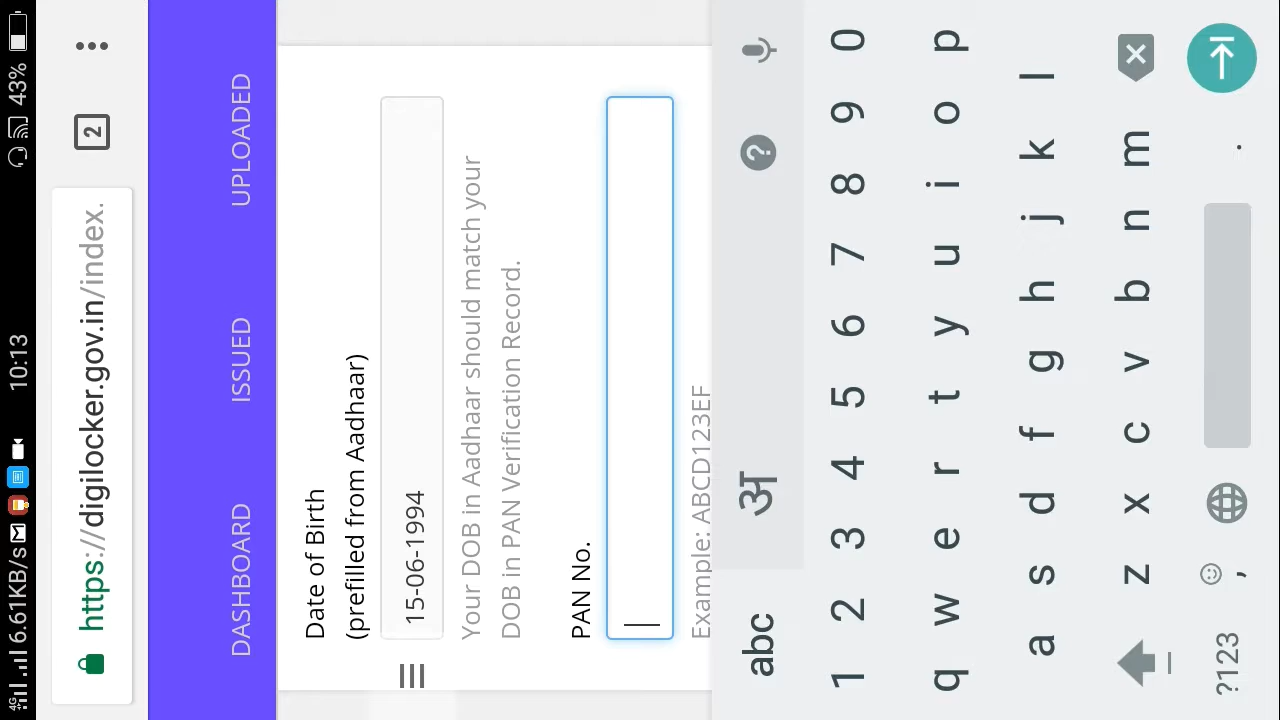 4G 6.61KB/s 10:13 43%
https://digilocker.gov.in/index. 2
DASHBOARD ISSUED UPLOADED
Date of Birth
(prefilled from Aadhaar)
15-06-1994
Your DOB in Aadhaar should match your
DOB in PAN Verification Record.
PAN No.
Example: ABCD123EF
abc अ ?
1 2 3 4 5 6 7 8 9 0
q w e r t y u i o p
a s d f g h j k l
z x c v b n m
?123 , .